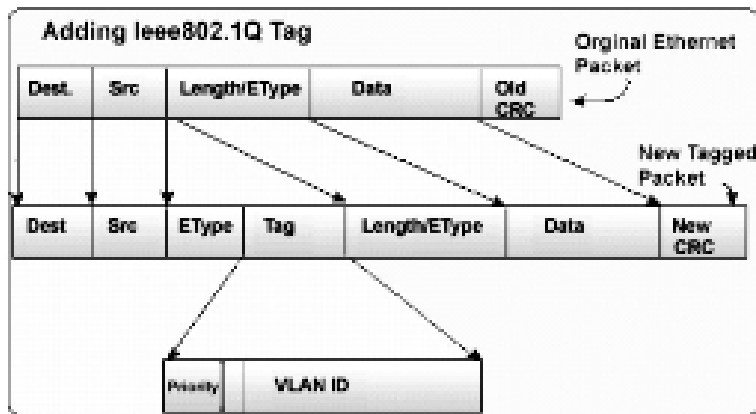 Adding Ieee802.1Q Tag
Orginal Ethernet
Packet
Dest. Src Length/EType Data Old
CRC
New Tagged
Packet
Dest Src EType Tag Length/EType Data New
CRC
Priority VLAN ID